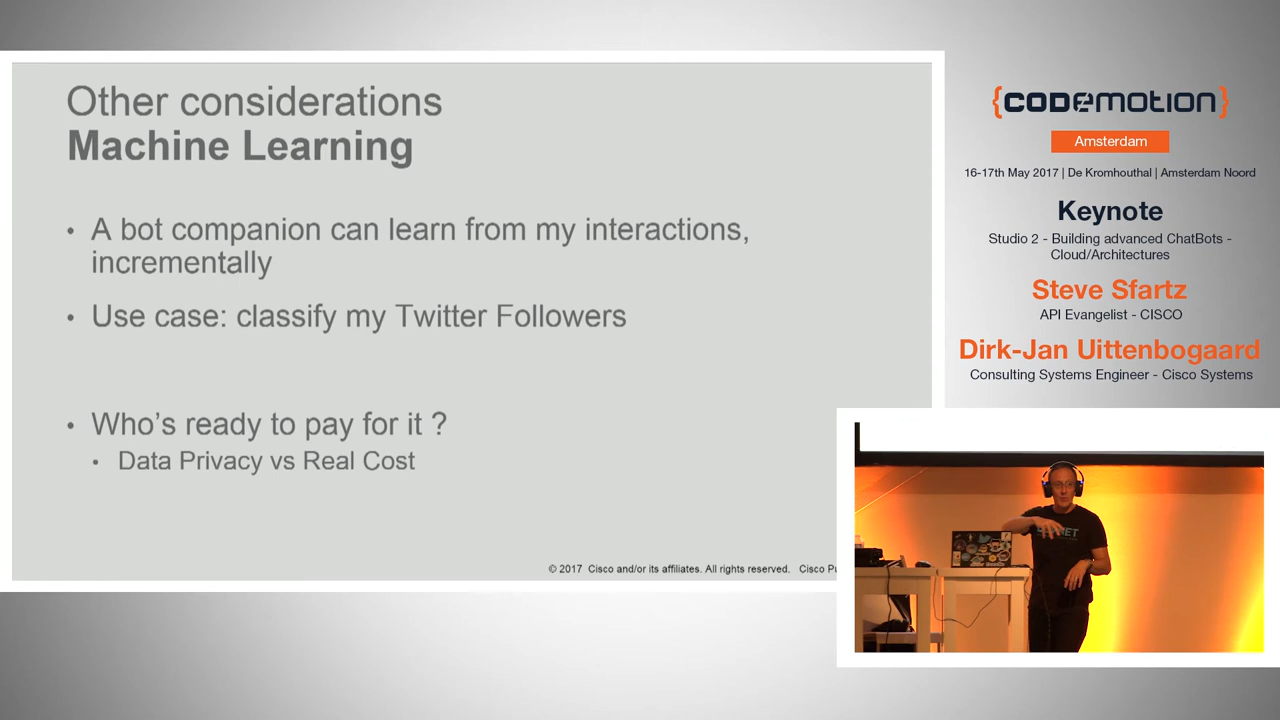 Other considerations
Machine Learning
• A bot companion can learn from my interactions,
incrementally
• Use case: classify my Twitter Followers
• Who's ready to pay for it ?
• Data Privacy vs Real Cost
© 2017 Cisco and/or its affiliates. All rights reserved. Cisco
{CODEMOTION}
Amsterdam
16-17th May 2017 | De Kromhouthal | Amsterdam Noord
Keynote
Studio 2 - Building advanced ChatBots -
Cloud/Architectures
Steve Sfartz
API Evangelist - CISCO
Dirk-Jan Uittenbogaard
Consulting Systems Engineer - Cisco Systems